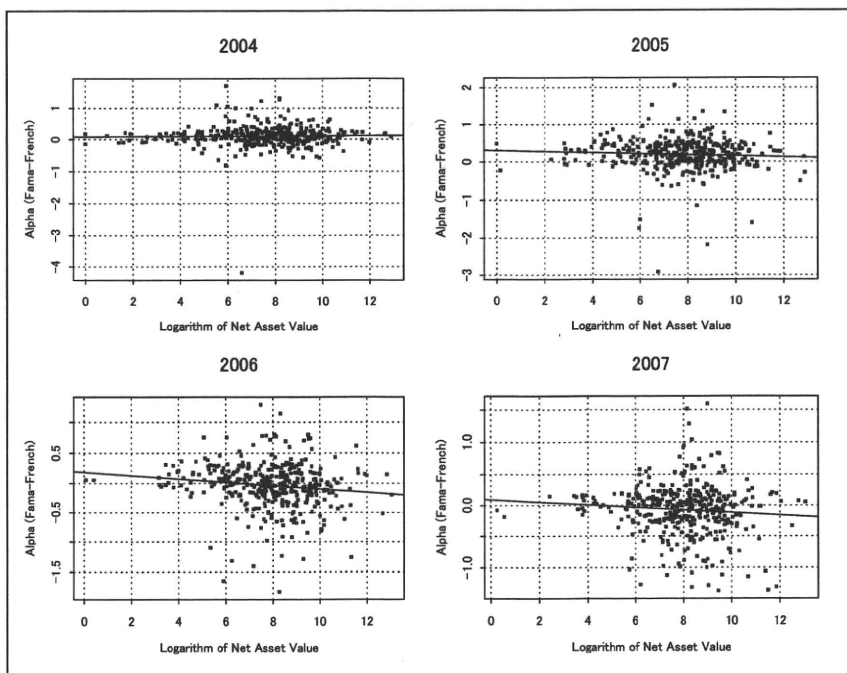 2004
Alpha (Fama-French)
1
0
−1
−2
−3
−4
0 2 4 6 8 10 12
Logarithm of Net Asset Value
2005
Alpha (Fama-French)
2
1
0
−1
−2
−3
0 2 4 6 8 10 12
Logarithm of Net Asset Value
2006
Alpha (Fama-French)
0.5
−0.5
−1.5
0 2 4 6 8 10 12
Logarithm of Net Asset Value
2007
Alpha (Fama-French)
1.0
0.0
−1.0
0 2 4 6 8 10 12
Logarithm of Net Asset Value